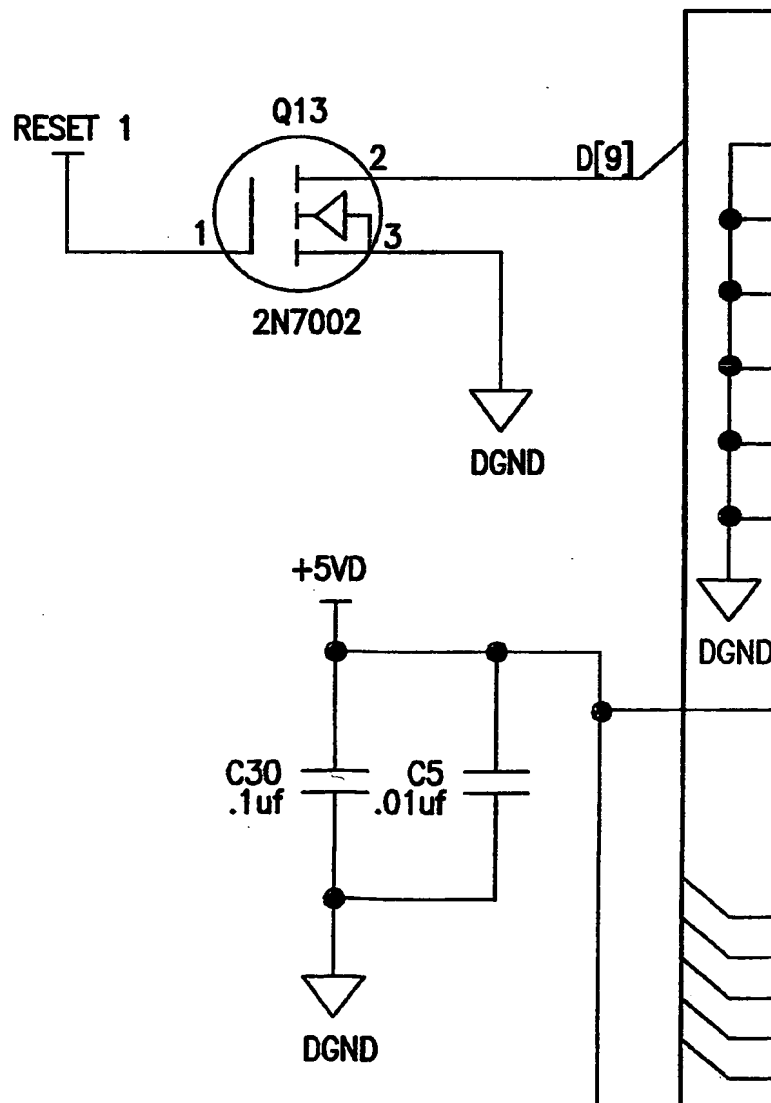 RESET 1
Q13
2
D[9]
1
3
2N7002
DGND
+5VD
DGND
C30
.1uf
C5
.01uf
DGND